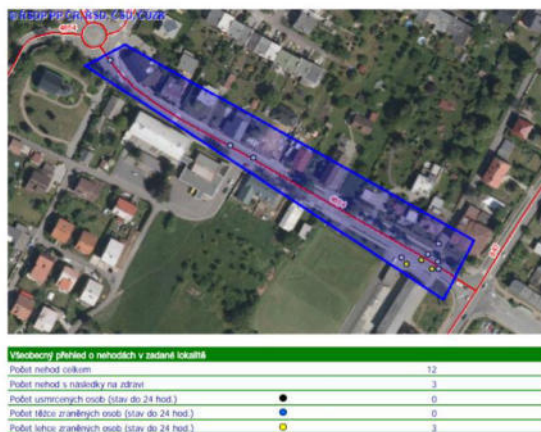 Všeobecný přehled o nehodách v zadané lokalitě
Počet nehod celkem 12
Počet nehod s následky na zdraví 3
Počet usmrcených osob (stav do 24 hod.) 0
Počet těžce zraněných osob (stav do 24 hod.) 0
Počet lehce zraněných osob (stav do 24 hod.) 3